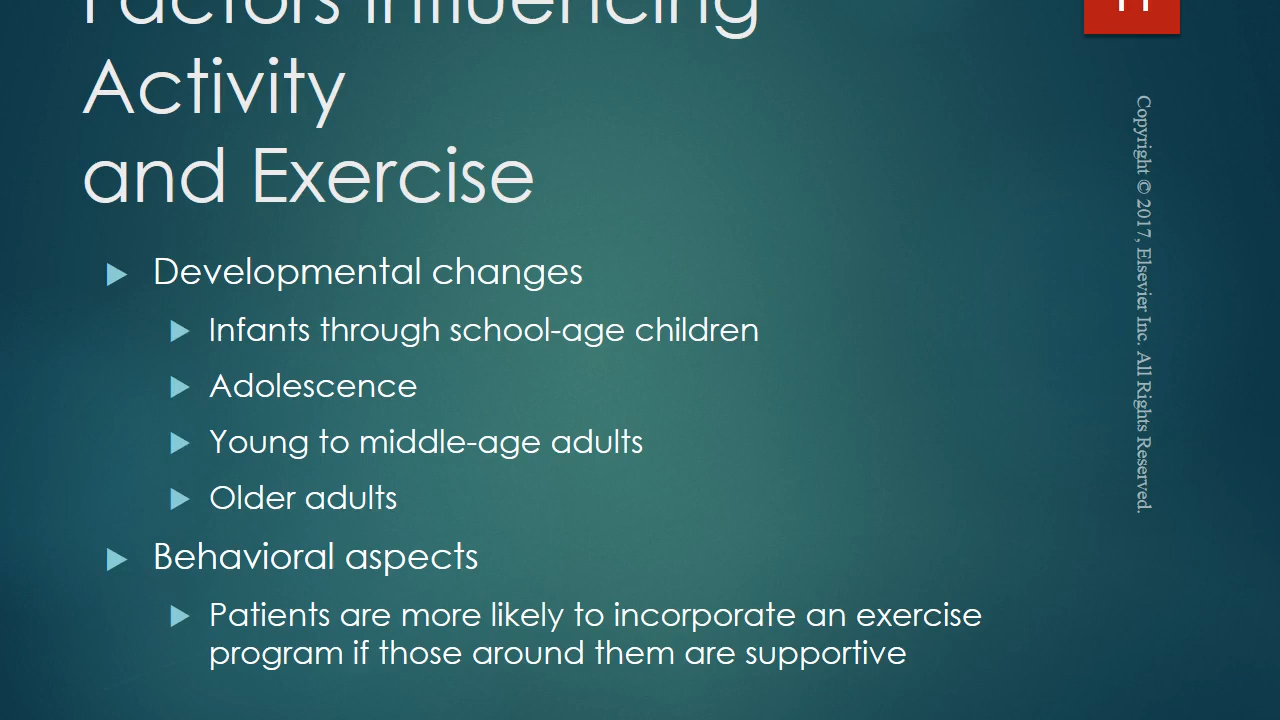 Factors Influencing
Activity
and Exercise
Developmental changes
Infants through school-age children
Adolescence
Young to middle-age adults
Older adults
Behavioral aspects
Patients are more likely to incorporate an exercise
program if those around them are supportive
Copyright © 2017, Elsevier Inc. All Rights Reserved.